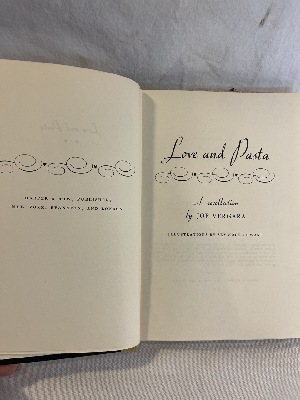 HARPER & ROW, PUBLISHERS
NEW YORK, EVANSTON, AND LONDON
Love and Pasta
A recollection
by JOE VERGARA
ILLUSTRATIONS BY